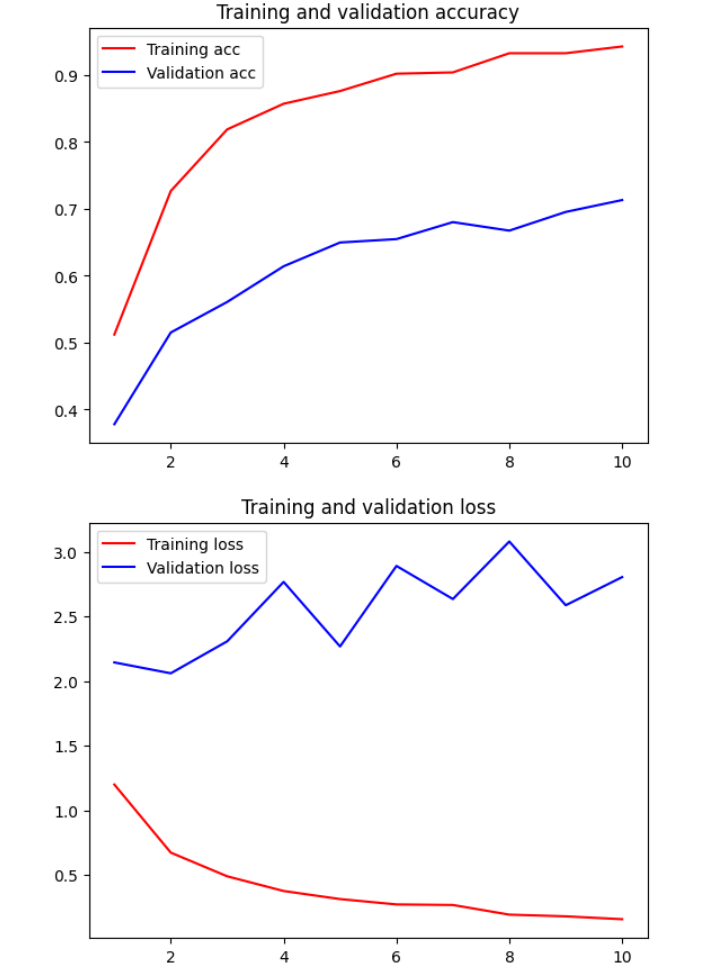 Training and validation accuracy
Training acc
Validation acc
0.9
0.8
0.7
0.6
0.5
0.4
2 4 6 8 10
Training and validation loss
Training loss
Validation loss
3.0
2.5
2.0
1.5
1.0
0.5
2 4 6 8 10